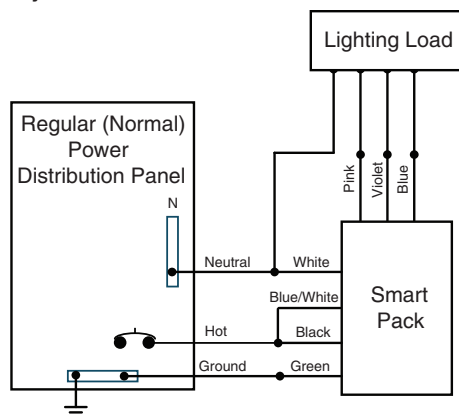 Lighting Load
Regular (Normal)
Power
Distribution Panel
N
Pink
Violet
Blue
Neutral
White
Blue/White
Smart
Pack
Hot
Black
Ground
Green